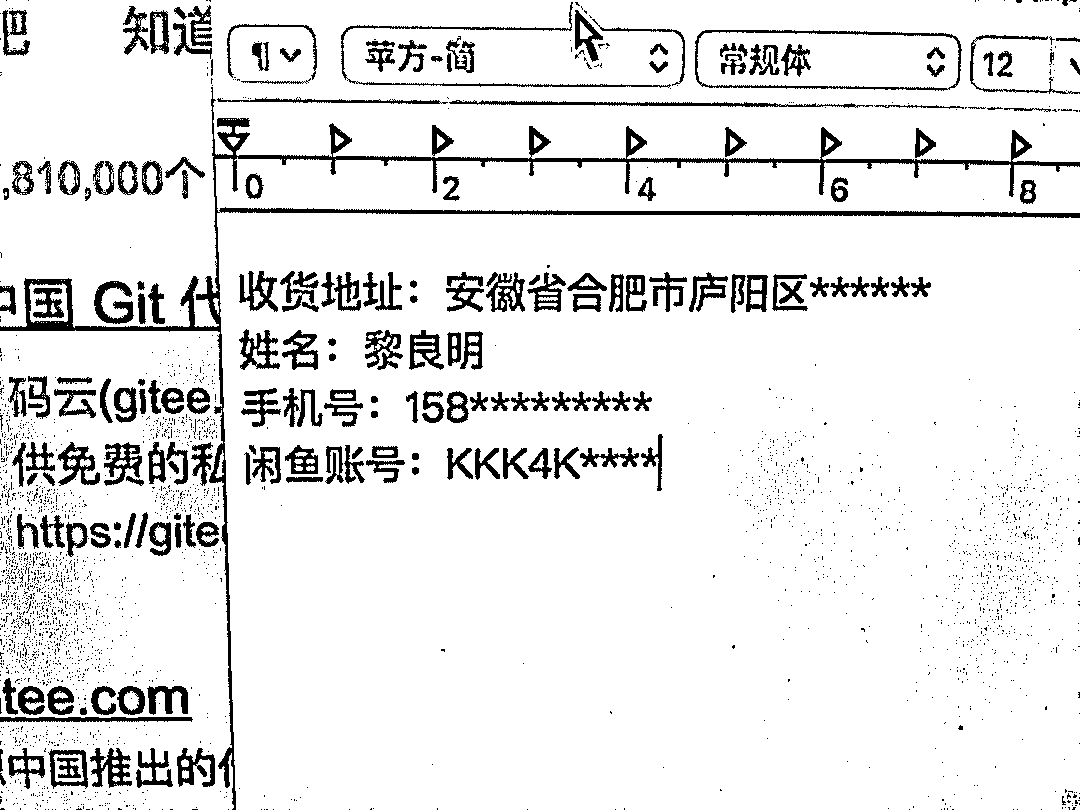 吧 知道
,810,000个
中国 Git 代
码云(gitee.
供免费的私
https://gite
tee.com
中国推出的
¶ 苹方-简 常规体 12
0 2 4 6 8
收货地址：安徽省合肥市庐阳区******
姓名：黎良明
手机号：158*********
闲鱼账号：KKK4K****